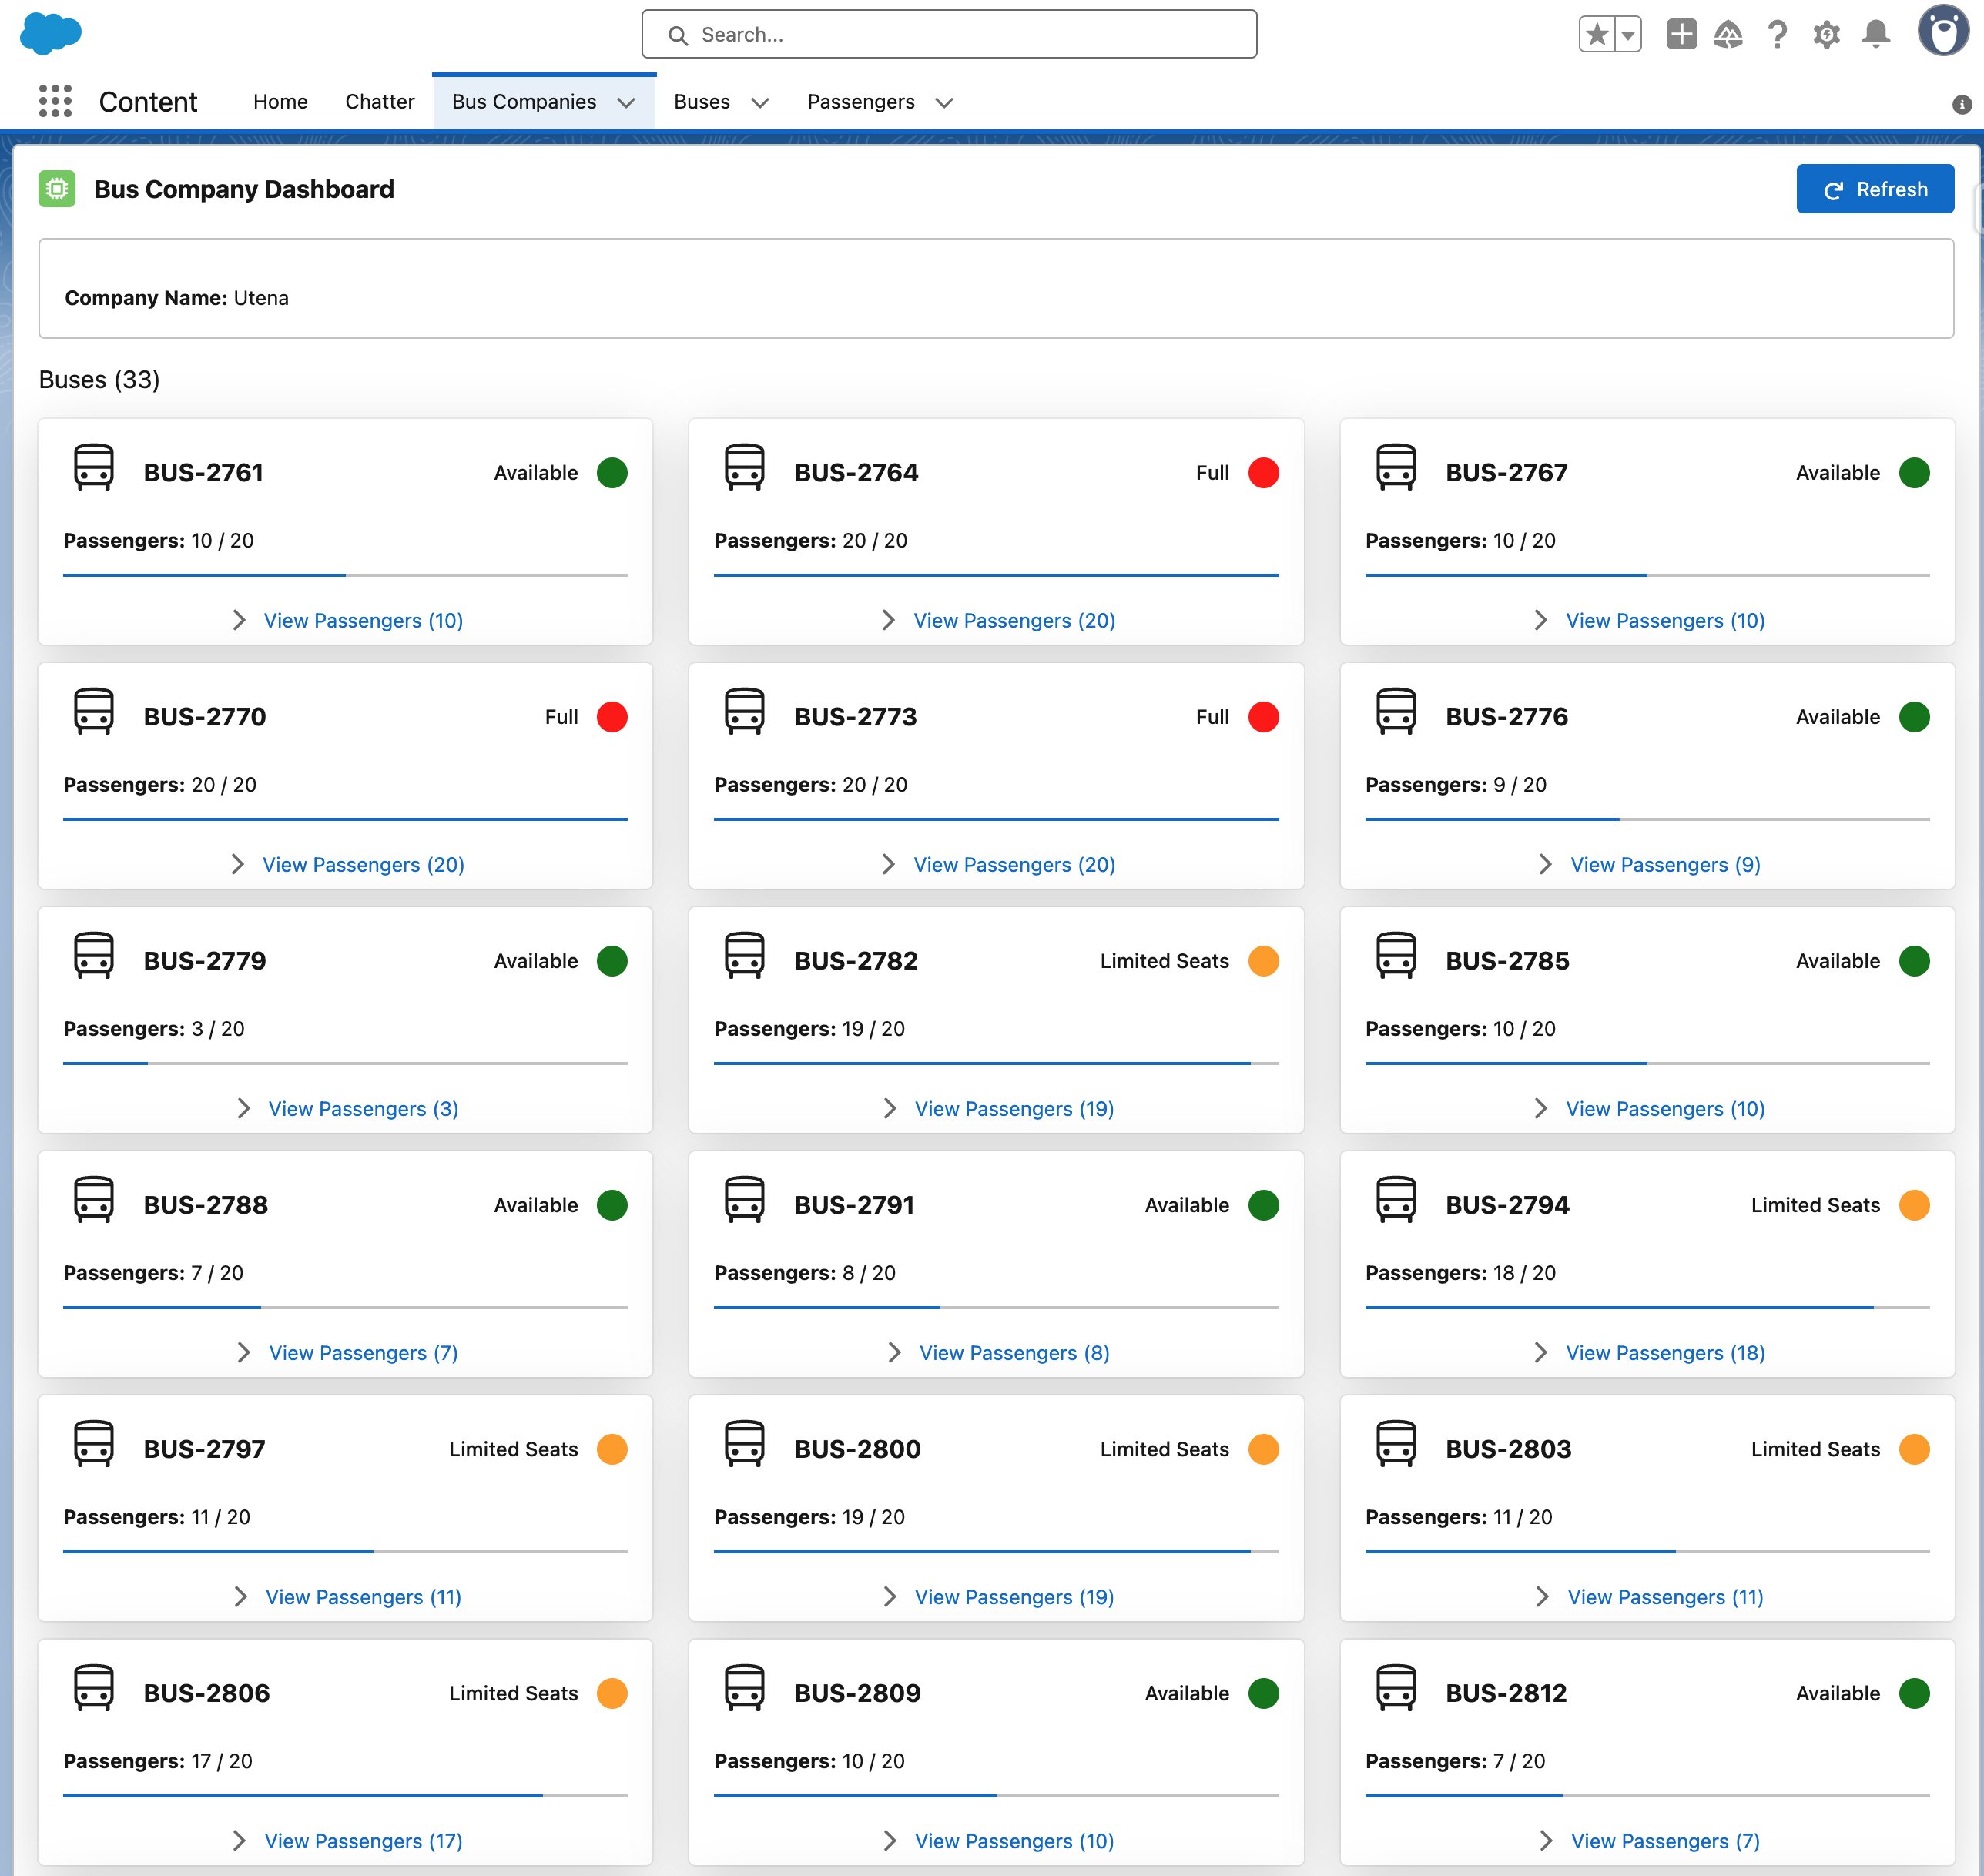 Search...
Content Home Chatter Bus Companies Buses Passengers
Bus Company Dashboard Refresh
Company Name: Utena
Buses (33)
BUS-2761 Available BUS-2764 Full BUS-2767 Available
Passengers: 10 / 20 Passengers: 20 / 20 Passengers: 10 / 20
View Passengers (10) View Passengers (20) View Passengers (10)
BUS-2770 Full BUS-2773 Full BUS-2776 Available
Passengers: 20 / 20 Passengers: 20 / 20 Passengers: 9 / 20
View Passengers (20) View Passengers (20) View Passengers (9)
BUS-2779 Available BUS-2782 Limited Seats BUS-2785 Available
Passengers: 3 / 20 Passengers: 19 / 20 Passengers: 10 / 20
View Passengers (3) View Passengers (19) View Passengers (10)
BUS-2788 Available BUS-2791 Available BUS-2794 Limited Seats
Passengers: 7 / 20 Passengers: 8 / 20 Passengers: 18 / 20
View Passengers (7) View Passengers (8) View Passengers (18)
BUS-2797 Limited Seats BUS-2800 Limited Seats BUS-2803 Limited Seats
Passengers: 11 / 20 Passengers: 19 / 20 Passengers: 11 / 20
View Passengers (11) View Passengers (19) View Passengers (11)
BUS-2806 Limited Seats BUS-2809 Available BUS-2812 Available
Passengers: 17 / 20 Passengers: 10 / 20 Passengers: 7 / 20
View Passengers (17) View Passengers (10) View Passengers (7)